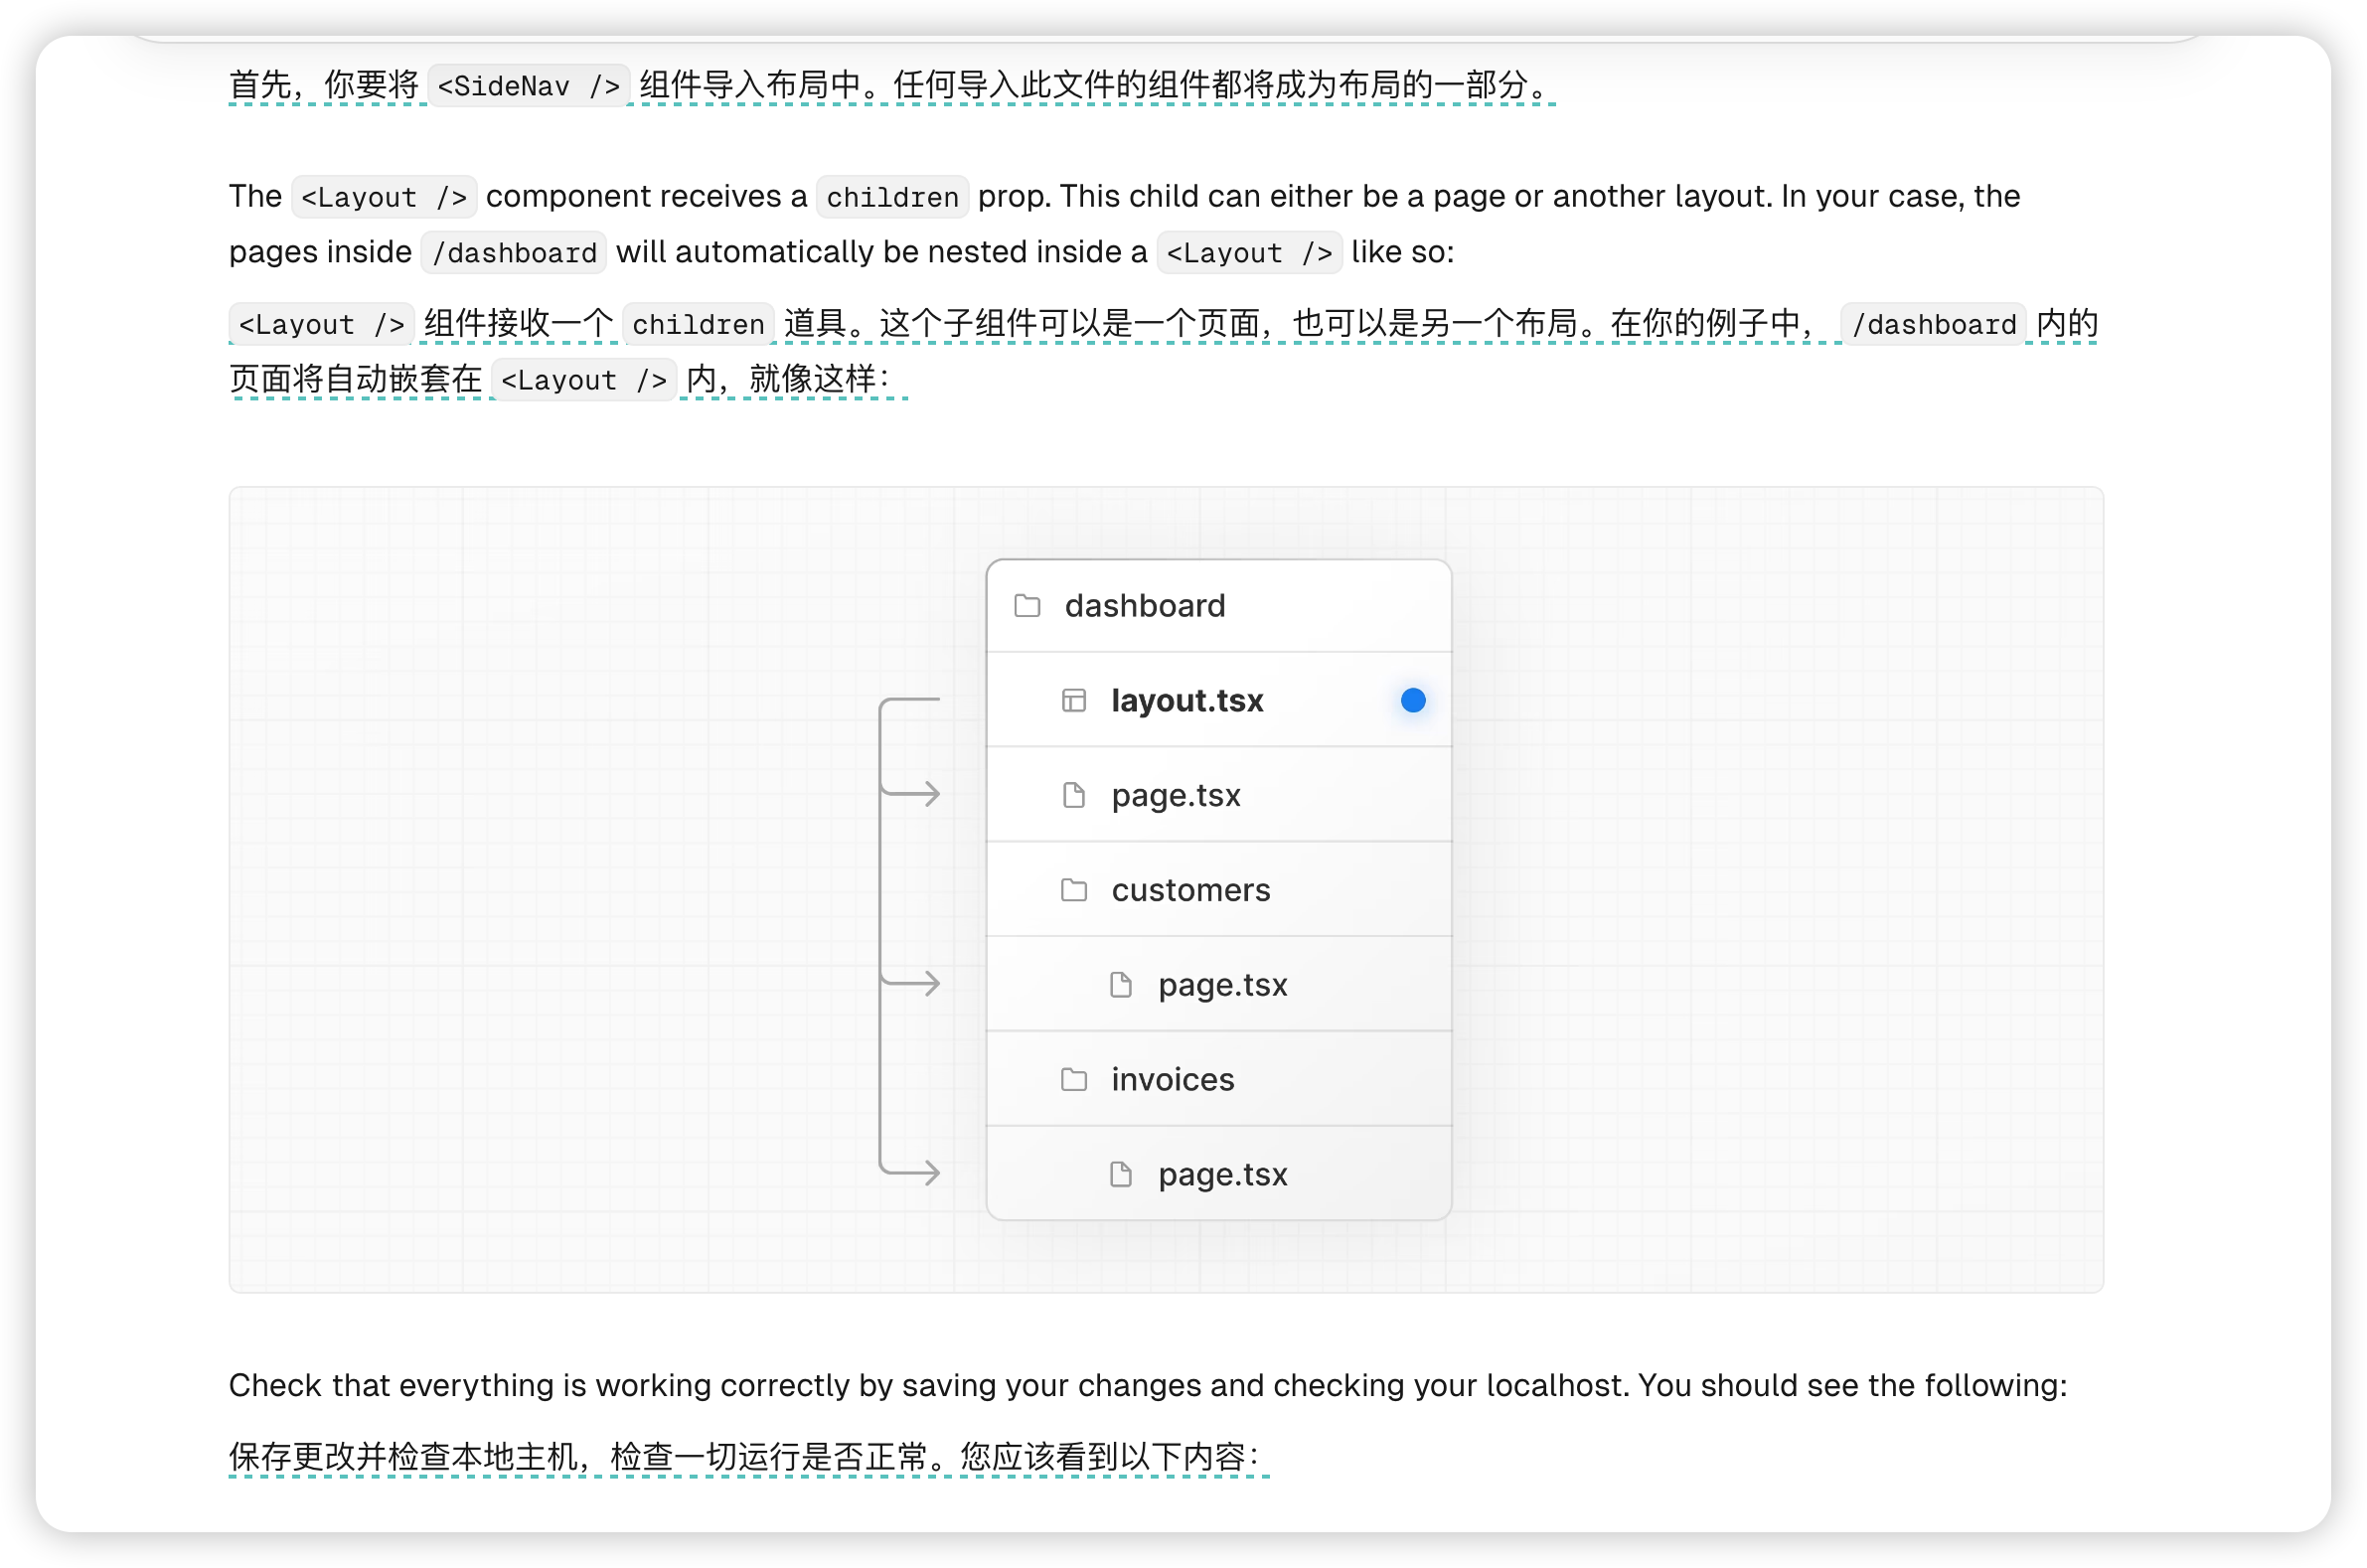 首先，你要将 <SideNav /> 组件导入布局中。任何导入此文件的组件都将成为布局的一部分。
The <Layout /> component receives a children prop. This child can either be a page or another layout. In your case, the
pages inside /dashboard will automatically be nested inside a <Layout /> like so:
<Layout /> 组件接收一个 children 道具。这个子组件可以是一个页面，也可以是另一个布局。在你的例子中， /dashboard 内的
页面将自动嵌套在 <Layout /> 内，就像这样：
dashboard
layout.tsx
page.tsx
customers
page.tsx
invoices
page.tsx
Check that everything is working correctly by saving your changes and checking your localhost. You should see the following:
保存更改并检查本地主机，检查一切运行是否正常。您应该看到以下内容：